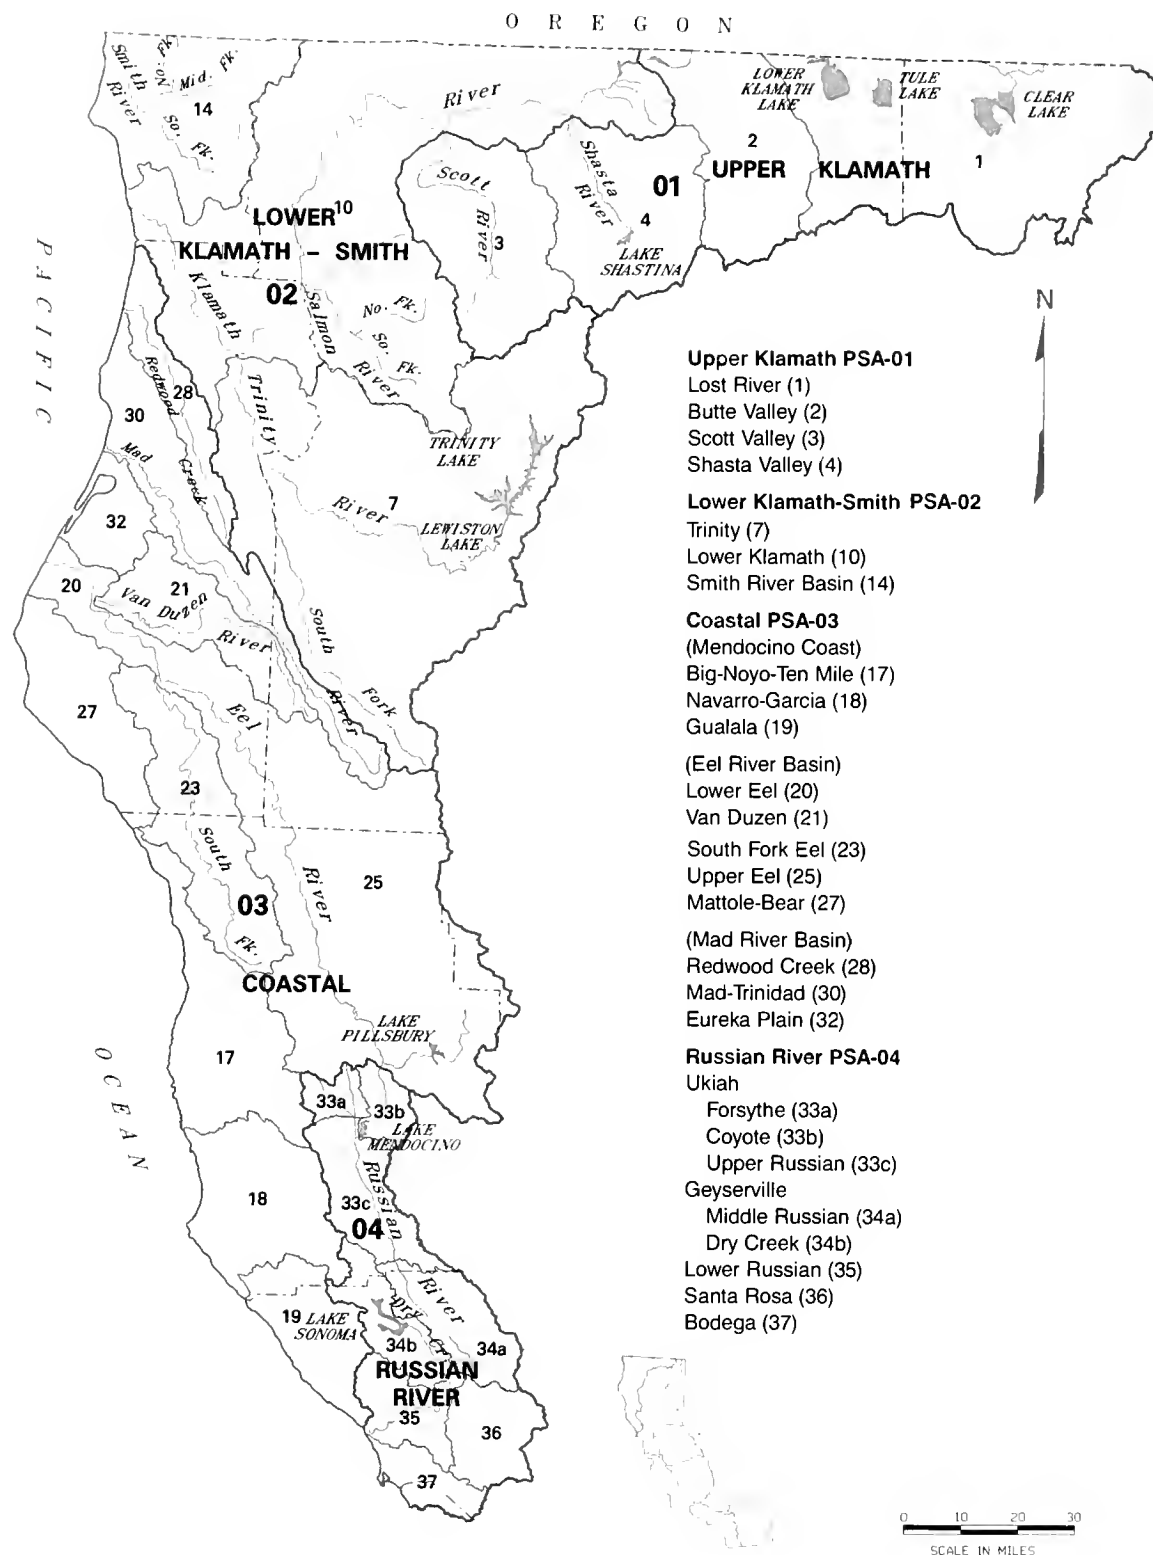 OREGON
Smith River
No. Fk.
Mid. Fk.
14
So. Fk.
River
LOWER KLAMATH LAKE
TULE LAKE
CLEAR LAKE
2
1
UPPER KLAMATH
01
Shasta River
4
LAKE SHASTINA
Scott River
3
LOWER 10
KLAMATH – SMITH
02
Klamath
Salmon River
No. Fk.
So. Fk.
PACIFIC
N
Redwood Creek
28
30
Mad
Trinity
TRINITY LAKE
River
7
LEWISTON LAKE
32
20
21
Van Duzen
River
South Fork
River
27
Eel
23
South
03
Fk.
River
25
COASTAL
LAKE PILLSBURY
OCEAN
17
33a
33b
LAKE MENDOCINO
Russian
33c
04
18
River
Dry Cr.
19
LAKE SONOMA
34b
34a
RUSSIAN RIVER
35
36
37
Upper Klamath PSA-01
Lost River (1)
Butte Valley (2)
Scott Valley (3)
Shasta Valley (4)
Lower Klamath-Smith PSA-02
Trinity (7)
Lower Klamath (10)
Smith River Basin (14)
Coastal PSA-03
(Mendocino Coast)
Big-Noyo-Ten Mile (17)
Navarro-Garcia (18)
Gualala (19)
(Eel River Basin)
Lower Eel (20)
Van Duzen (21)
South Fork Eel (23)
Upper Eel (25)
Mattole-Bear (27)
(Mad River Basin)
Redwood Creek (28)
Mad-Trinidad (30)
Eureka Plain (32)
Russian River PSA-04
Ukiah
Forsythe (33a)
Coyote (33b)
Upper Russian (33c)
Geyserville
Middle Russian (34a)
Dry Creek (34b)
Lower Russian (35)
Santa Rosa (36)
Bodega (37)
0 10 20 30
SCALE IN MILES